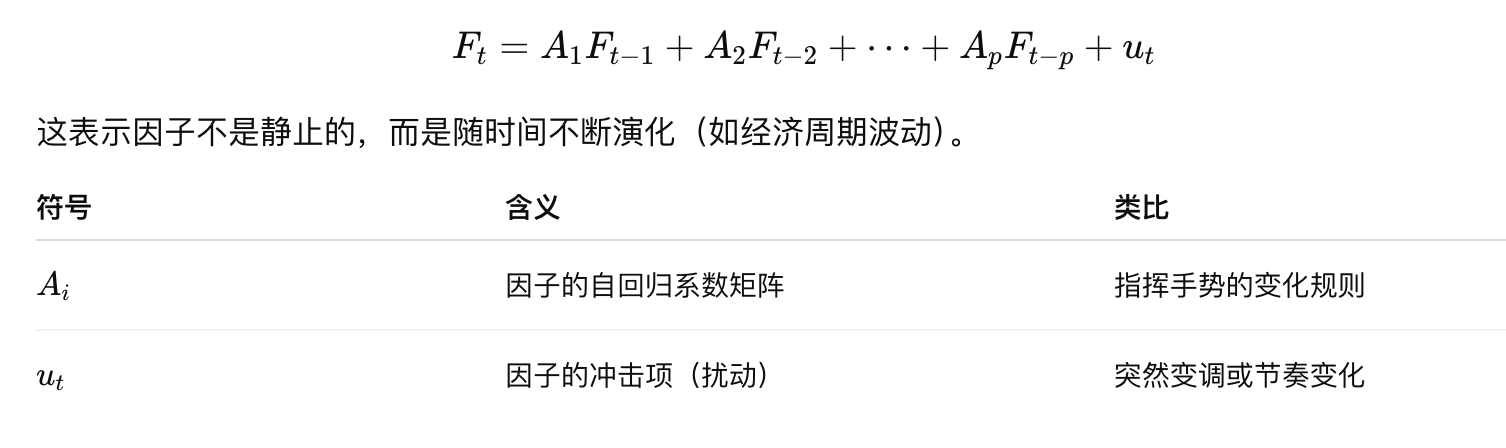 F_t = A_1F_{t−1} + A_2F_{t−2} + ⋯ + A_pF_{t−p} + u_t
这表示因子不是静止的，而是随时间不断演化（如经济周期波动）。
符号 含义 类比
A_i 因子的自回归系数矩阵 指挥手势的变化规则
u_t 因子的冲击项（扰动） 突然变调或节奏变化